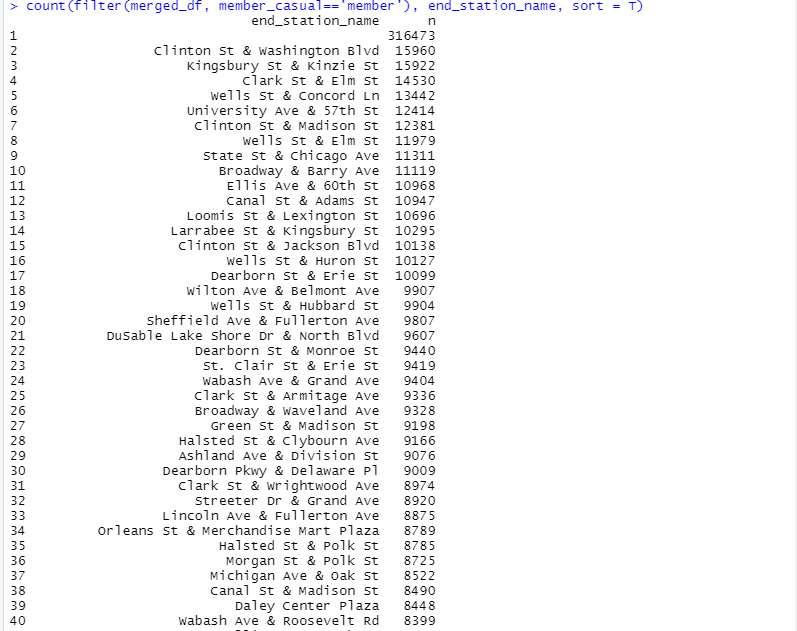 > count(filter(merged_df, member_casual=='member'), end_station_name, sort = T)
end_station_name n
1 316473
2 Clinton St & Washington Blvd 15960
3 Kingsbury St & Kinzie St 15922
4 Clark St & Elm St 14530
5 Wells St & Concord Ln 13442
6 University Ave & 57th St 12414
7 Clinton St & Madison St 12381
8 Wells St & Elm St 11979
9 State St & Chicago Ave 11311
10 Broadway & Barry Ave 11119
11 Ellis Ave & 60th St 10968
12 Canal St & Adams St 10947
13 Loomis St & Lexington St 10696
14 Larrabee St & Kingsbury St 10295
15 Clinton St & Jackson Blvd 10138
16 Wells St & Huron St 10127
17 Dearborn St & Erie St 10099
18 Wilton Ave & Belmont Ave 9907
19 Wells St & Hubbard St 9904
20 Sheffield Ave & Fullerton Ave 9807
21 DuSable Lake Shore Dr & North Blvd 9607
22 Dearborn St & Monroe St 9440
23 St. Clair St & Erie St 9419
24 Wabash Ave & Grand Ave 9404
25 Clark St & Armitage Ave 9336
26 Broadway & Waveland Ave 9328
27 Green St & Madison St 9198
28 Halsted St & Clybourn Ave 9166
29 Ashland Ave & Division St 9076
30 Dearborn Pkwy & Delaware Pl 9009
31 Clark St & Wrightwood Ave 8974
32 Streeter Dr & Grand Ave 8920
33 Lincoln Ave & Fullerton Ave 8875
34 Orleans St & Merchandise Mart Plaza 8789
35 Halsted St & Polk St 8785
36 Morgan St & Polk St 8725
37 Michigan Ave & Oak St 8522
38 Canal St & Madison St 8490
39 Daley Center Plaza 8448
40 Wabash Ave & Roosevelt Rd 8399